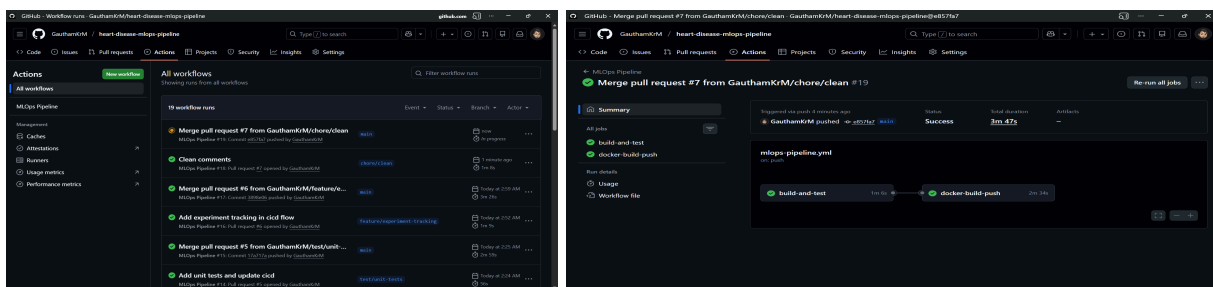 GitHub - Workflow runs · GauthamKrM/heart-disease-mlops-pipeline
github.com
GauthamKrM / heart-disease-mlops-pipeline
Type / to search
Code Issues Pull requests Actions Projects Security Insights Settings
Actions
New workflow
All workflows
MLOps Pipeline
Management
Caches
Attestations
Runners
Usage metrics
Performance metrics
All workflows
Showing runs from all workflows
Filter workflow runs
19 workflow runs
Event Status Branch Actor
Merge pull request #7 from GauthamKrM/chore/clean
main
now
MLOps Pipeline #19: Commit e857fa7 pushed by GauthamKrM
In progress
Clean comments
chore/clean
1 minute ago
MLOps Pipeline #18: Pull request #7 opened by GauthamKrM
1m 8s
Merge pull request #6 from GauthamKrM/feature/e...
main
Today at 2:59 AM
MLOps Pipeline #17: Commit pushed by GauthamKrM
Add experiment tracking in cicd flow
feature/experiment-tracking
Today at 2:52 AM
MLOps Pipeline #16: Pull request #6 opened by GauthamKrM
1m 9s
Merge pull request #5 from GauthamKrM/test/unit-...
main
Today at 2:25 AM
MLOps Pipeline #15: Commit 17a717a pushed by GauthamKrM
2m 59s
Add unit tests and update cicd
test/unit-tests
Today at 2:24 AM
MLOps Pipeline #14: Pull request #5 opened by GauthamKrM
GitHub - Merge pull request #7 from GauthamKrM/chore/clean · GauthamKrM/heart-disease-mlops-pipeline@e857fa7
GauthamKrM / heart-disease-mlops-pipeline
Type / to search
Code Issues Pull requests Actions Projects Security Insights Settings
← MLOps Pipeline
Merge pull request #7 from GauthamKrM/chore/clean #19
Re-run all jobs
Summary
All jobs
build-and-test
docker-build-push
Run details
Usage
Workflow file
Triggered via push 4 minutes ago
Status
Total duration
Artifacts
GauthamKrM pushed e857fa7 main
Success
3m 47s
–
mlops-pipeline.yml
on: push
build-and-test
1m 6s
docker-build-push
2m 34s